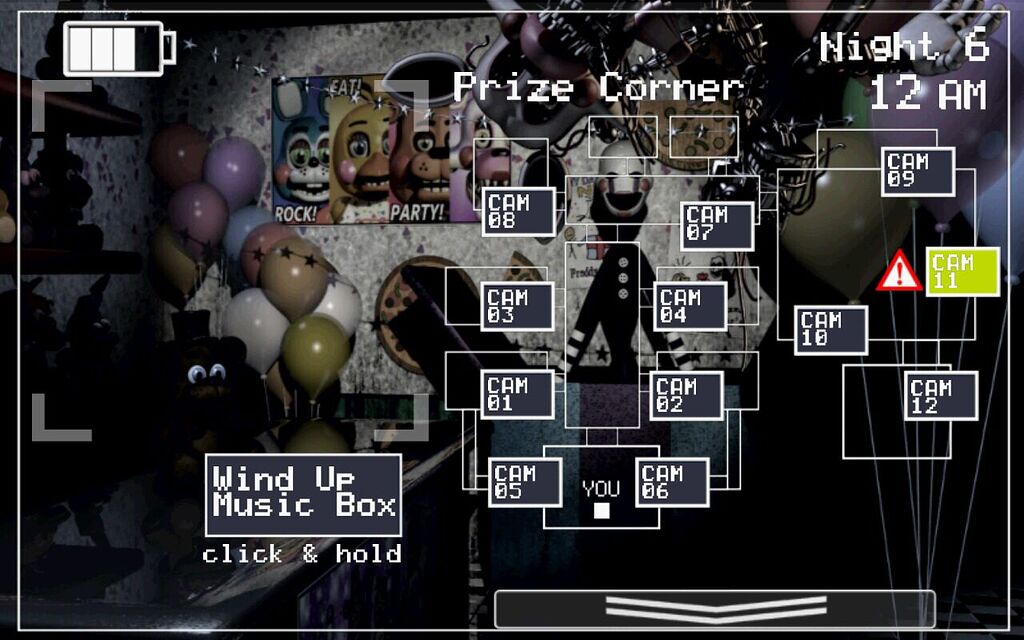 Night 6
12 AM
Prize Corner
EAT!
ROCK!
PARTY!
CAM
09
CAM
08
CAM
07
CAM
11
CAM
03
CAM
04
CAM
10
CAM
01
CAM
02
CAM
12
CAM
05
YOU
CAM
06
Wind Up
Music Box
click & hold